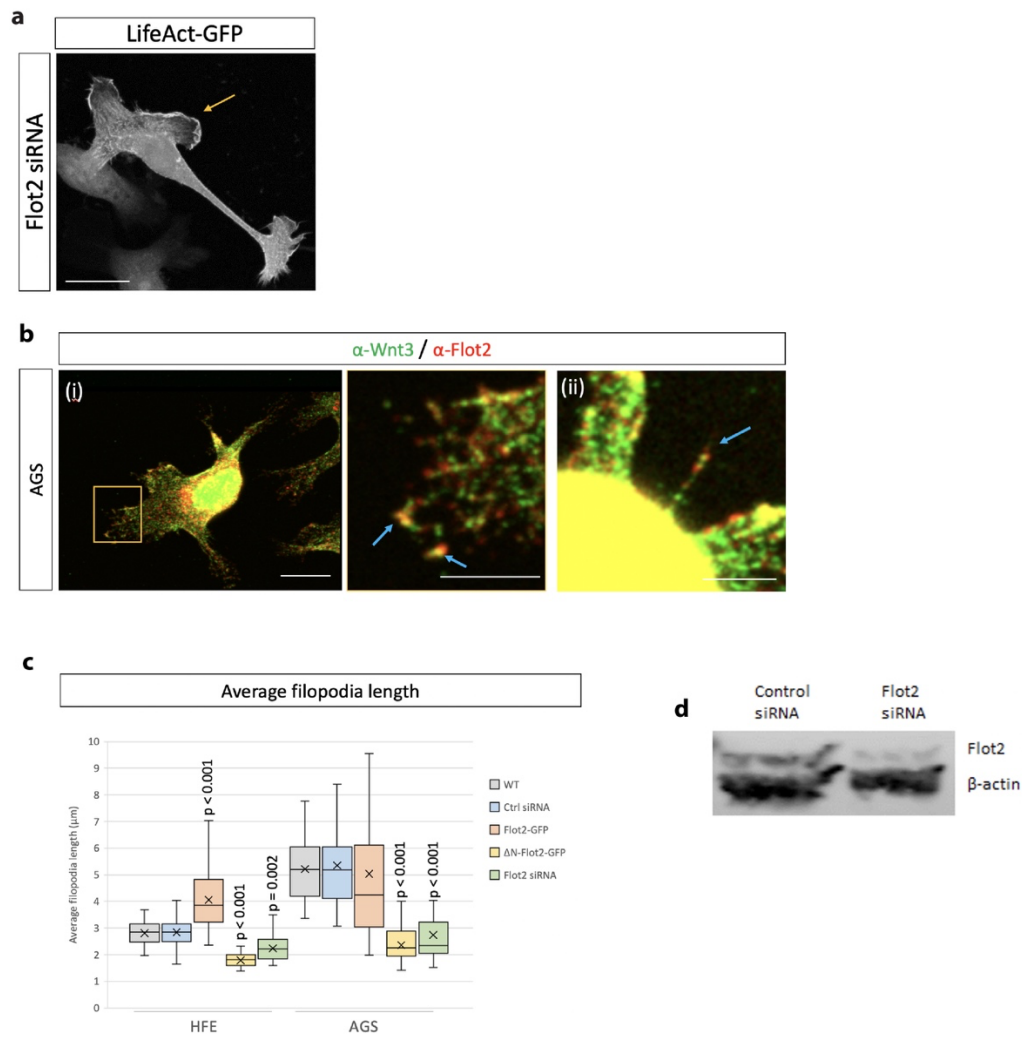 a
LifeAct-GFP
Flot2 siRNA
b
α-Wnt3 / α-Flot2
AGS
(i)
(ii)
c
Average filopodia length
Average filopodia length (μm)
10
9
8
7
6
5
4
3
2
1
0
p < 0.001
p < 0.001
p = 0.002
p < 0.001
p < 0.001
HFE
AGS
WT
Ctrl siRNA
Flot2-GFP
ΔN-Flot2-GFP
Flot2 siRNA
d
Control
siRNA
Flot2
siRNA
Flot2
β-actin